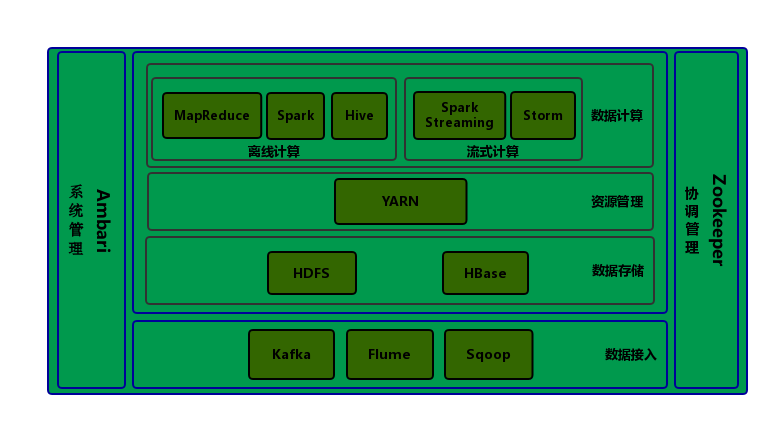 系统管理
Ambari
MapReduce
Spark
Hive
离线计算
Spark
Streaming
Storm
流式计算
数据计算
YARN
资源管理
HDFS
HBase
数据存储
Kafka
Flume
Sqoop
数据接入
协调管理
Zookeeper